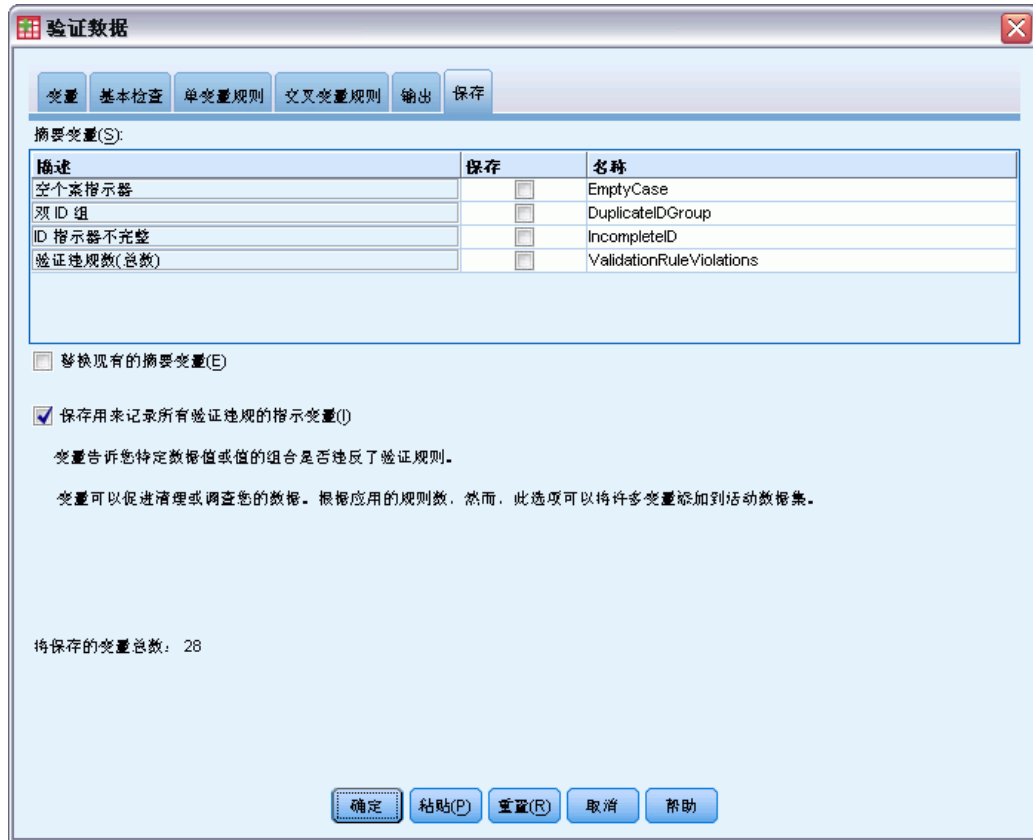 验证数据
变量 基本检查 单变量规则 交叉变量规则 输出 保存
摘要变量(S):
描述 保存 名称
空个案指示器 EmptyCase
双 ID 组 DuplicateIDGroup
ID 指示器不完整 IncompleteID
验证违规数(总数) ValidationRuleViolations
替换现有的摘要变量(E)
保存用来记录所有验证违规的指示变量(I)
变量告诉您特定数据值或值的组合是否违反了验证规则。
变量可以促进清理或调查您的数据。根据应用的规则数，然而，此选项可以将许多变量添加到活动数据集。
将保存的变量总数： 28
确定 粘贴(P) 重置(R) 取消 帮助